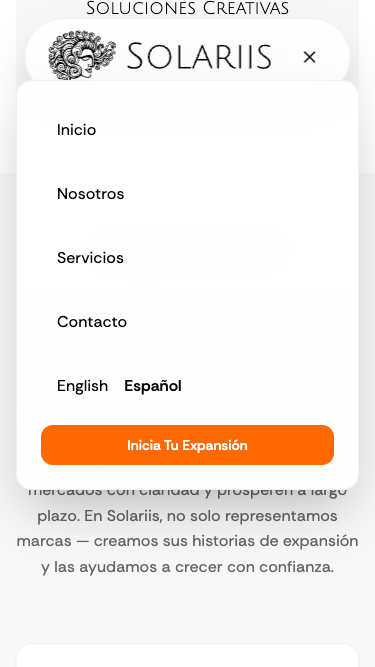 Soluciones Creativas
Solariis
Inicio
Nosotros
Servicios
Contacto
English Español
Inicia Tu Expansión
mercados con claridad y prosperen a largo
plazo. En Solariis, no solo representamos
marcas — creamos sus historias de expansión
y las ayudamos a crecer con confianza.